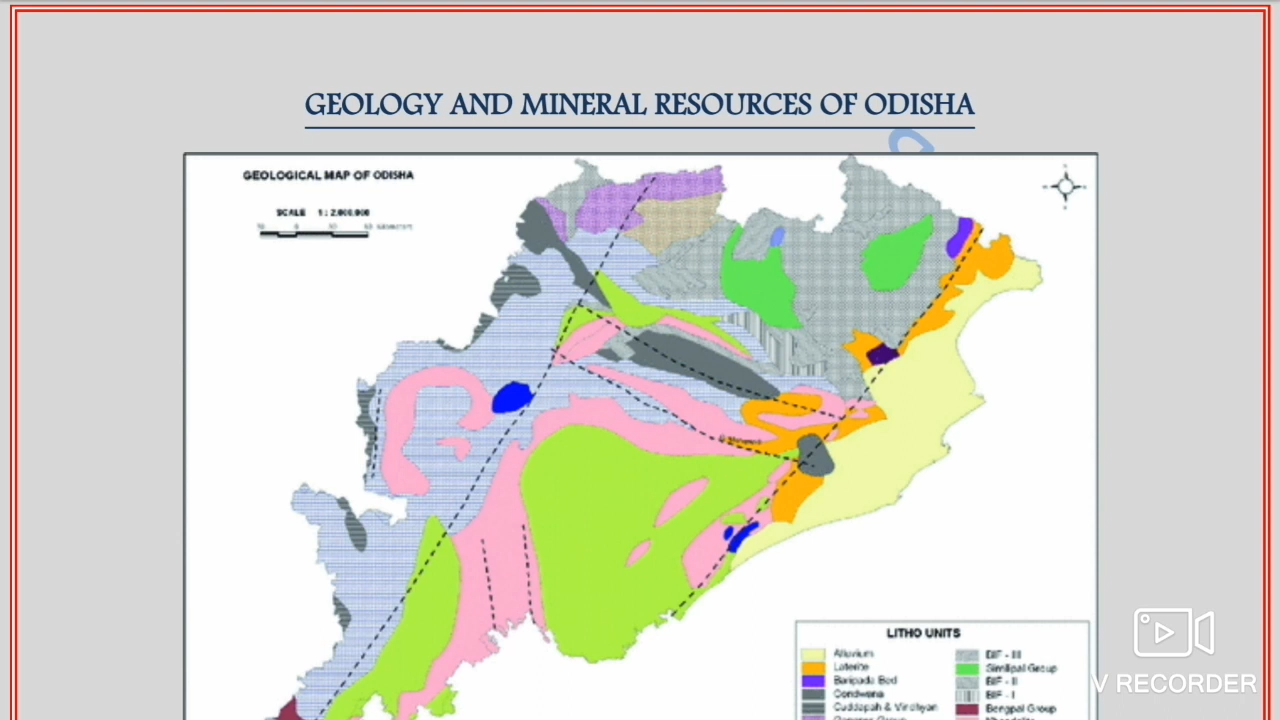 GEOLOGY AND MINERAL RESOURCES OF ODISHA
GEOLOGICAL MAP OF ODISHA
SCALE 1 : 2,000,000
LITHO UNITS
Alluvium
Laterite
Baripada Bed
Gondwana
Cuddapah & Vindhyan
BIF - III
Similipal Group
BIF - II
BIF - I
Bengpal Group
V RECORDER